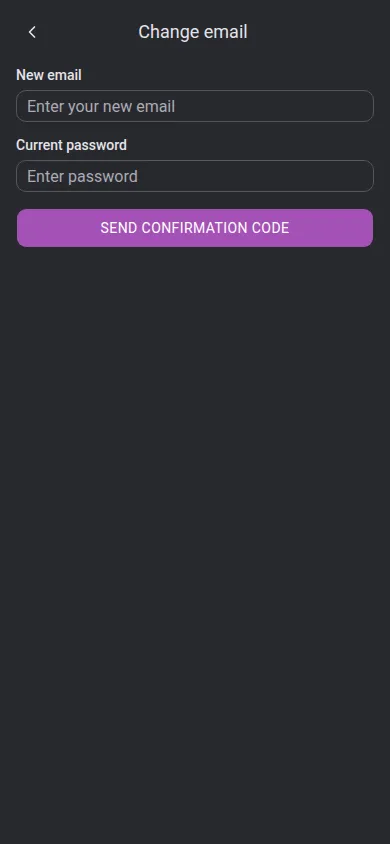 Change email
New email
Enter your new email
Current password
Enter password
SEND CONFIRMATION CODE